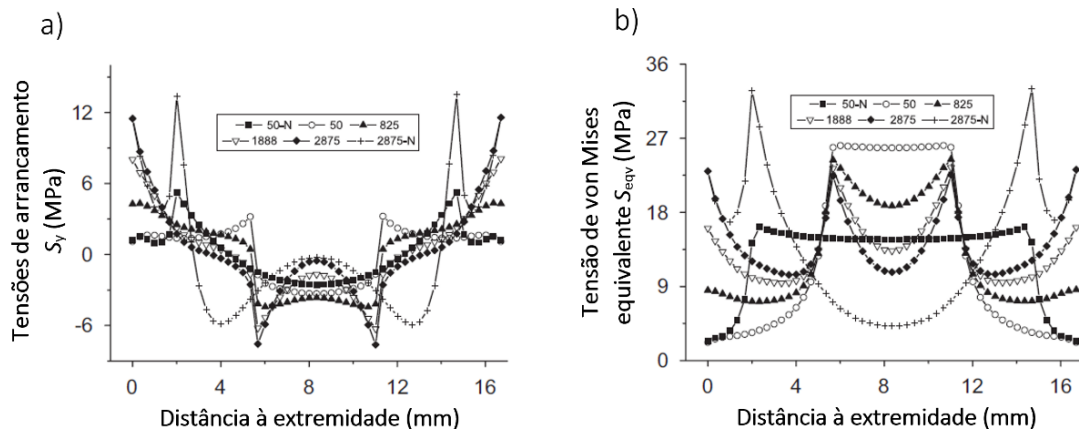 a)
Tensões de arrancamento
Sy (MPa)
12
6
0
-6
50-N 50 825
1888 2875 2875-N
0 4 8 12 16
Distância à extremidade (mm)
b)
Tensão de von Mises
equivalente Seqv (MPa)
36
27
18
9
0
50-N 50 825
1888 2875 2875-N
0 4 8 12 16
Distância à extremidade (mm)